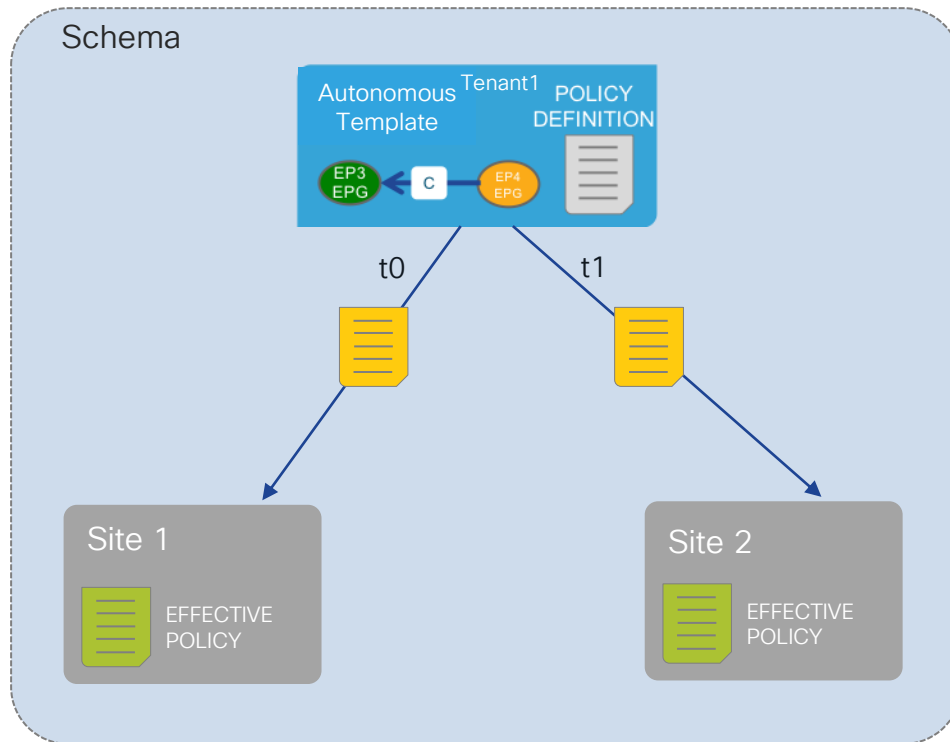 Schema
Autonomous
Template
Tenant1
POLICY
DEFINITION
EP3
EPG
C
EP4
EPG
t0
t1
Site 1
EFFECTIVE
POLICY
Site 2
EFFECTIVE
POLICY